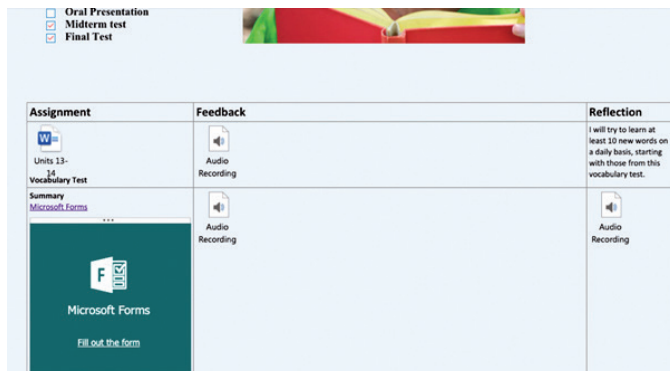 Oral Presentation
Midterm test
Final Test
Assignment
Feedback
Reflection
W
Units 13-
14
Vocabulary Test
Audio
Recording
I will try to learn at
least 10 new words on
a daily basis, starting
with those from this
vocabulary test.
Summary
Microsoft Forms
F
Microsoft Forms
Fill out the form
Audio
Recording
Audio
Recording